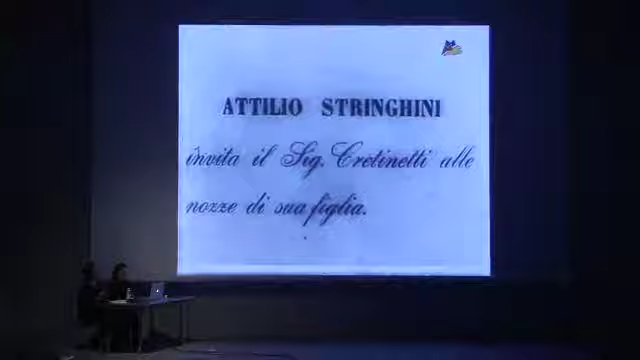 ATTILIO STRINGHINI
invita il Sig. Cretinetti alle
nozze di sua figlia.